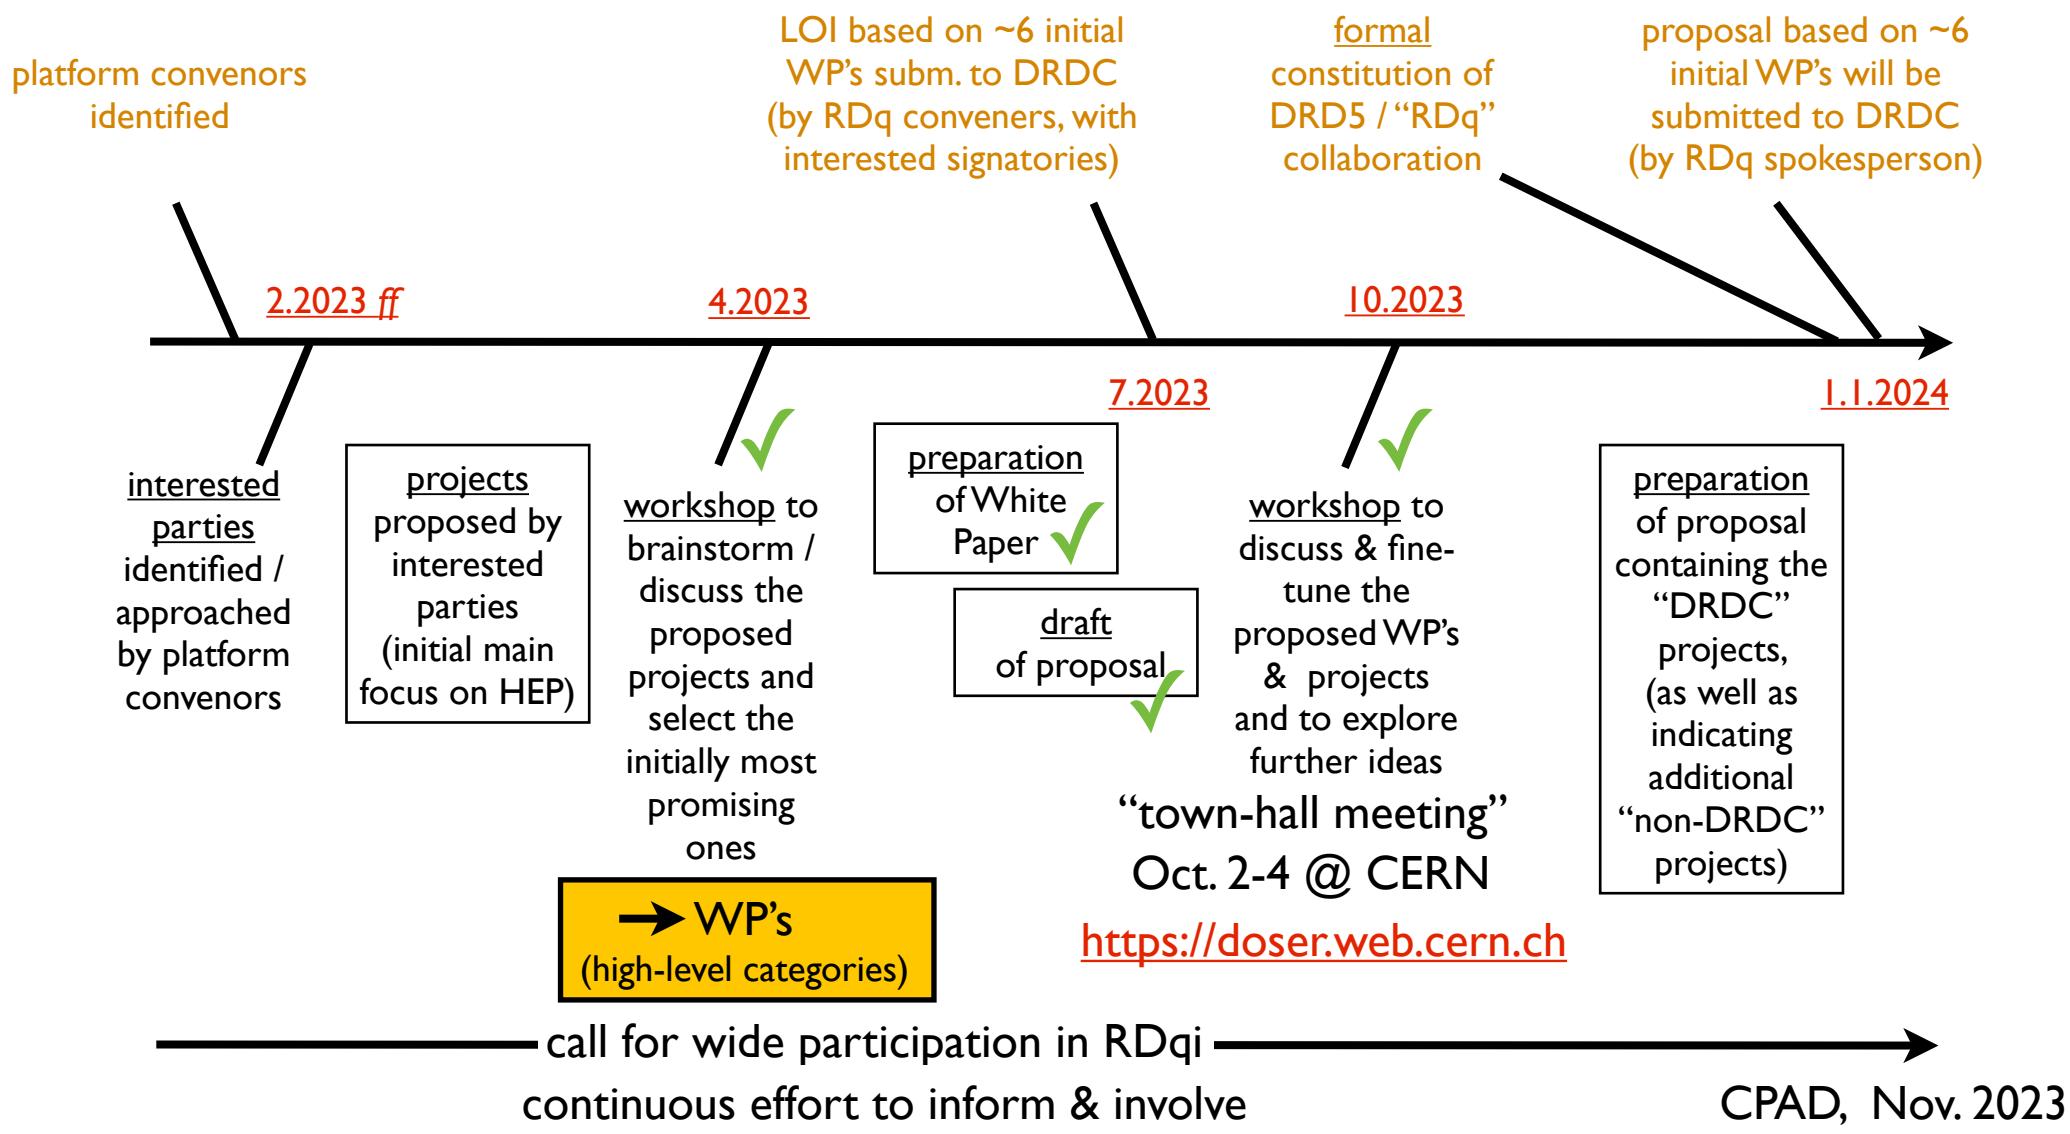 platform convenors
identified
LOI based on ~6 initial
WP's subm. to DRDC
(by RDq conveners, with
interested signatories)
formal
constitution of
DRD5 / “RDq”
collaboration
proposal based on ~6
initial WP's will be
submitted to DRDC
(by RDq spokesperson)
2.2023 ff
4.2023
10.2023
7.2023
1.1.2024
interested
parties
identified /
approached
by platform
convenors
projects
proposed by
interested
parties
(initial main
focus on HEP)
workshop to
brainstorm /
discuss the
proposed
projects and
select the
initially most
promising
ones
WP's
(high-level categories)
preparation
of White
Paper
draft
of proposal
workshop to
discuss & fine-
tune the
proposed WP's
& projects
and to explore
further ideas
“town-hall meeting”
Oct. 2-4 @ CERN
https://doser.web.cern.ch
preparation
of proposal
containing the
“DRDC”
projects,
(as well as
indicating
additional
“non-DRDC”
projects)
call for wide participation in RDqi
continuous effort to inform & involve
CPAD, Nov. 2023